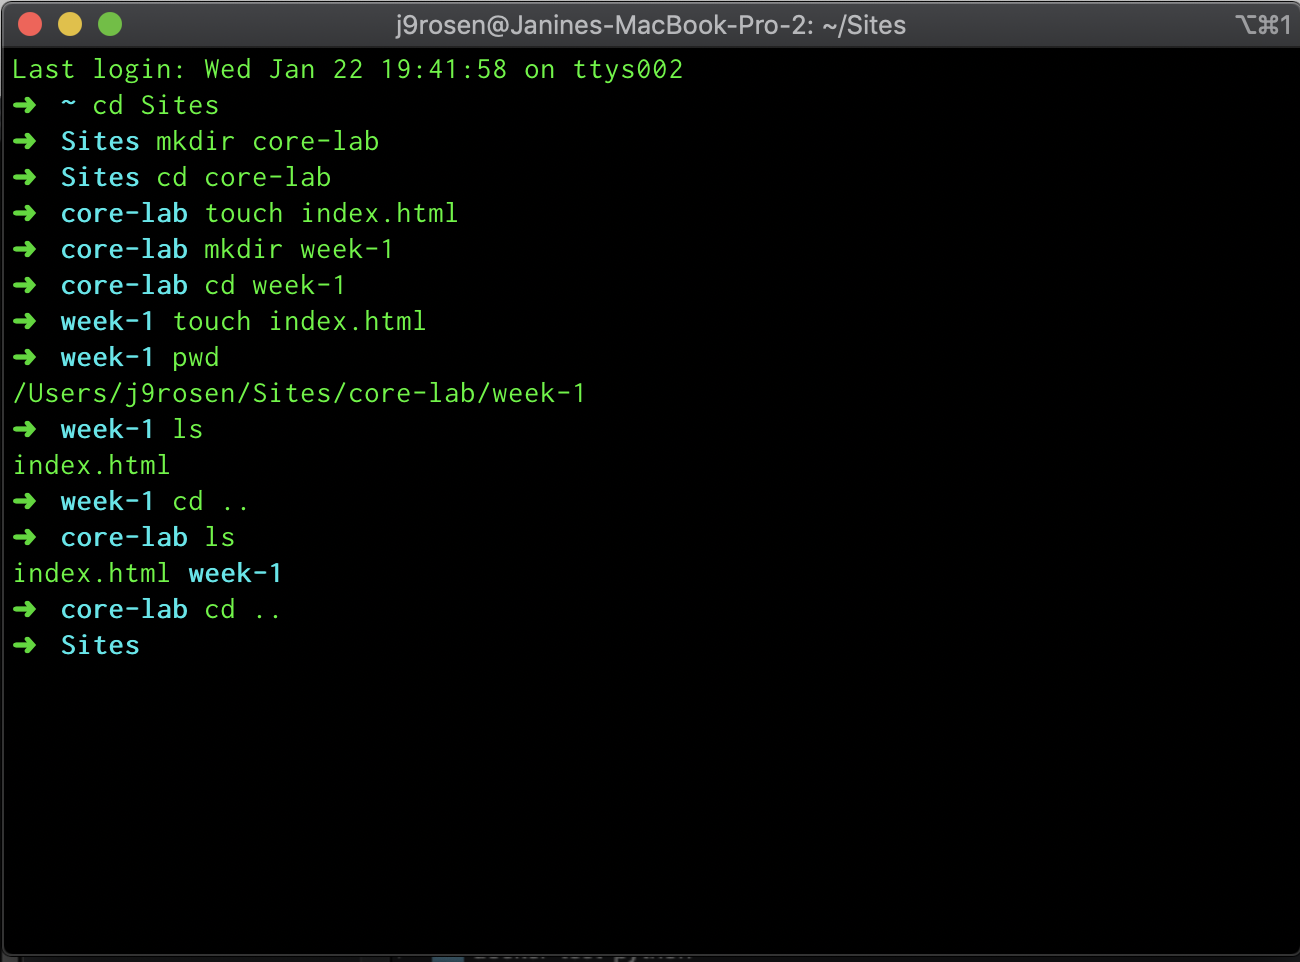 j9rosen@Janines-MacBook-Pro-2: ~/Sites ⌥⌘1
Last login: Wed Jan 22 19:41:58 on ttys002
➜ ~ cd Sites
➜ Sites mkdir core-lab
➜ Sites cd core-lab
➜ core-lab touch index.html
➜ core-lab mkdir week-1
➜ core-lab cd week-1
➜ week-1 touch index.html
➜ week-1 pwd
/Users/j9rosen/Sites/core-lab/week-1
➜ week-1 ls
index.html
➜ week-1 cd ..
➜ core-lab ls
index.html week-1
➜ core-lab cd ..
➜ Sites